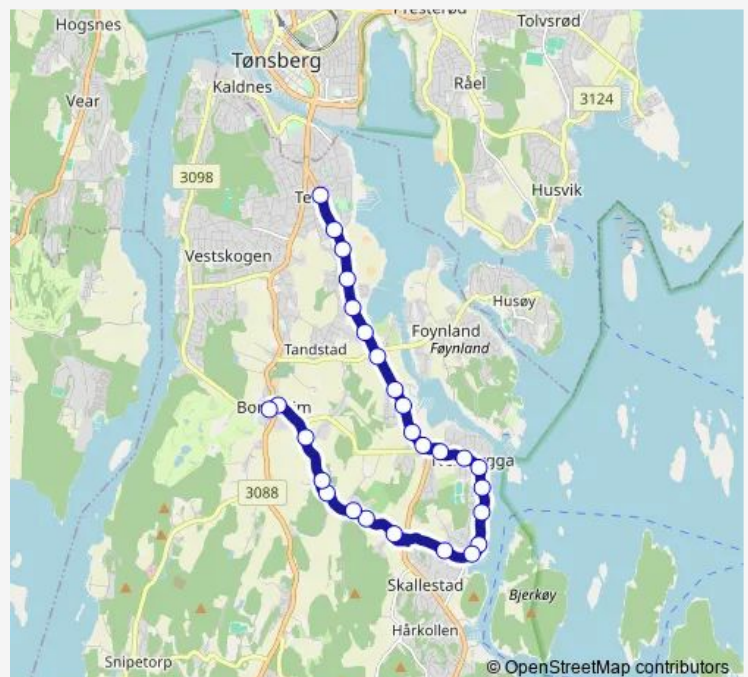 Hogsnes
Presterød
Tolvsrød
Tønsberg
Kaldnes
Råel
Vear
3124
3098
Husvik
Vestskogen
Husøy
Foynland
Føynland
Tandstad
3088
Skallestad
Bjerkøy
Hårkollen
Snipetorp
© OpenStreetMap contributors